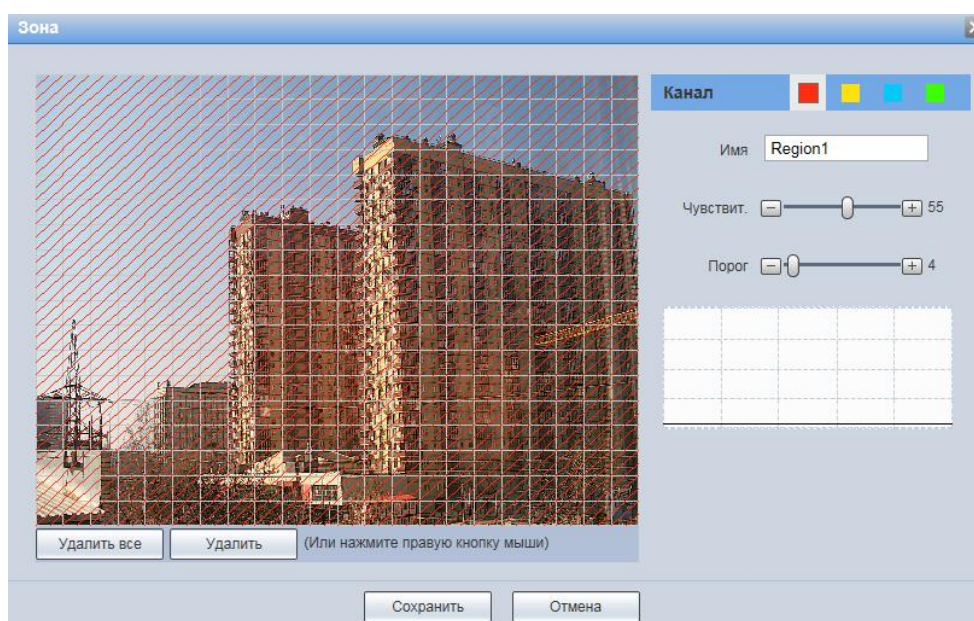 Зона
Канал
Имя Region1
Чувствит. 55
Порог 4
Удалить все Удалить (Или нажмите правую кнопку мыши)
Сохранить Отмена